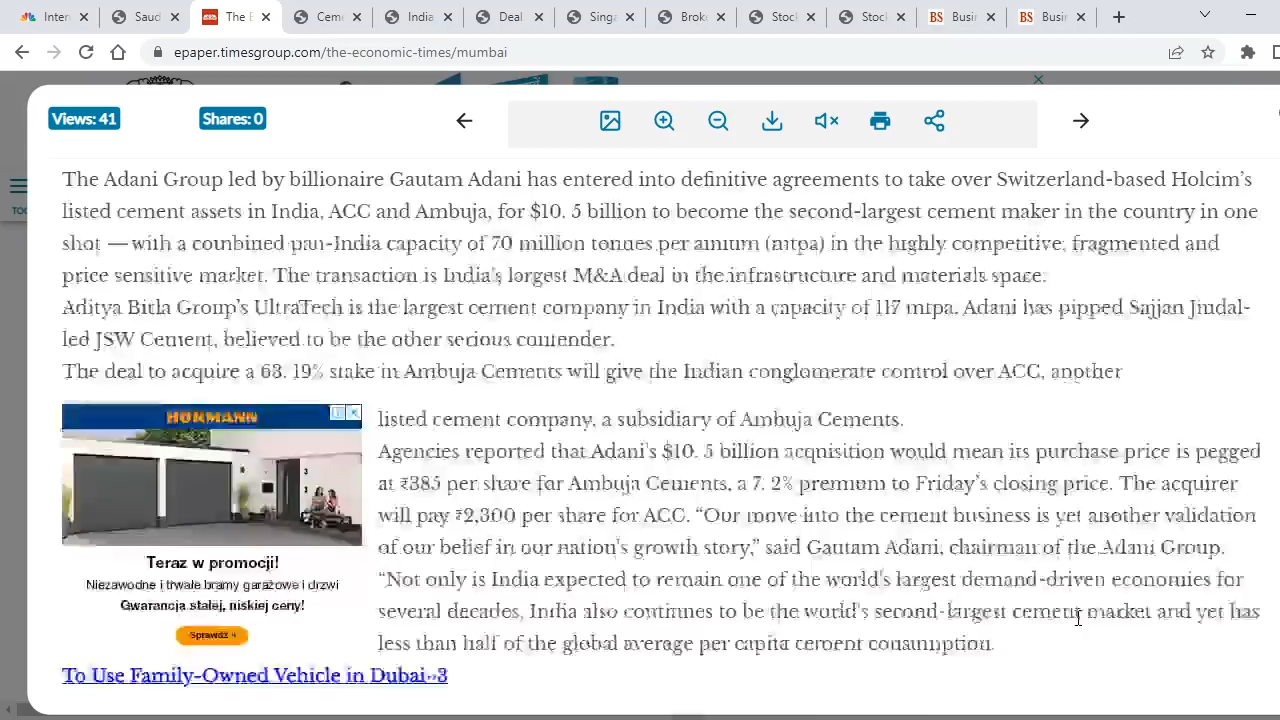 Inter
Saud
The E
Ceme
India
Deal
Singa
Broke
Stock
Stock
BS Busin
BS Busin
epaper.timesgroup.com/the-economic-times/mumbai
Views: 41
Shares: 0
The Adani Group led by billionaire Gautam Adani has entered into definitive agreements to take over Switzerland-based Holcim's
listed cement assets in India, ACC and Ambuja, for $10. 5 billion to become the second-largest cement maker in the country in one
shot — with a combined pan-India capacity of 70 million tonnes per annum (mtpa) in the highly competitive, fragmented and
price sensitive market. The transaction is India's largest M&A deal in the infrastructure and materials space.
Aditya Birla Group's UltraTech is the largest cement company in India with a capacity of 117 mtpa. Adani has pipped Sajjan Jindal-
led JSW Cement, believed to be the other serious contender.
The deal to acquire a 63. 19% stake in Ambuja Cements will give the Indian conglomerate control over ACC, another
listed cement company, a subsidiary of Ambuja Cements.
Agencies reported that Adani's $10. 5 billion acquisition would mean its purchase price is pegged
at ₹385 per share for Ambuja Cements, a 7. 2% premium to Friday's closing price. The acquirer
will pay ₹2,300 per share for ACC. "Our move into the cement business is yet another validation
of our belief in our nation's growth story," said Gautam Adani, chairman of the Adani Group.
"Not only is India expected to remain one of the world's largest demand-driven economies for
several decades, India also continues to be the world's second-largest cement market and yet has
less than half of the global average per capita cement consumption.
HÖRMANN
Teraz w promocji!
Niezawodne i trwałe bramy garażowe i drzwi
Gwarancja stałej, niskiej ceny!
Sprawdź
To Use Family-Owned Vehicle in Dubai-3